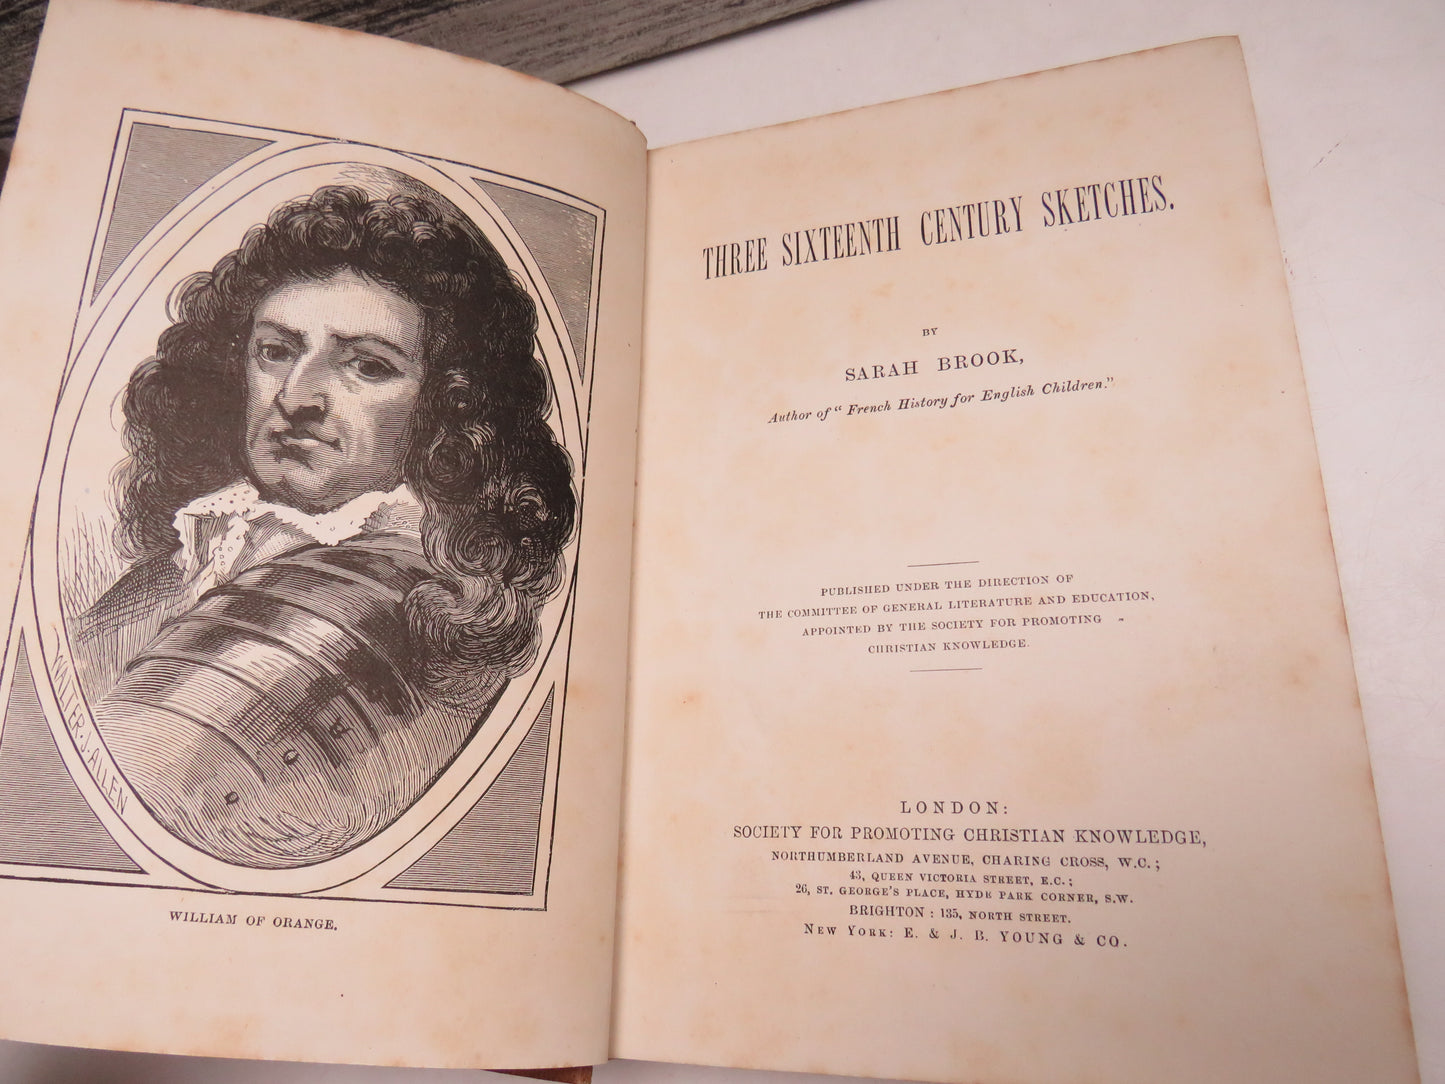 WALTER. J. ALLEN
WILLIAM OF ORANGE.
THREE SIXTEENTH CENTURY SKETCHES.
BY
SARAH BROOK,
Author of "French History for English Children."
PUBLISHED UNDER THE DIRECTION OF
THE COMMITTEE OF GENERAL LITERATURE AND EDUCATION,
APPOINTED BY THE SOCIETY FOR PROMOTING
CHRISTIAN KNOWLEDGE.
LONDON:
SOCIETY FOR PROMOTING CHRISTIAN KNOWLEDGE,
NORTHUMBERLAND AVENUE, CHARING CROSS, W.C.;
43, QUEEN VICTORIA STREET, E.C.;
26, ST. GEORGE'S PLACE, HYDE PARK CORNER, S.W.
BRIGHTON: 135, NORTH STREET.
NEW YORK: E. & J. B. YOUNG & CO.